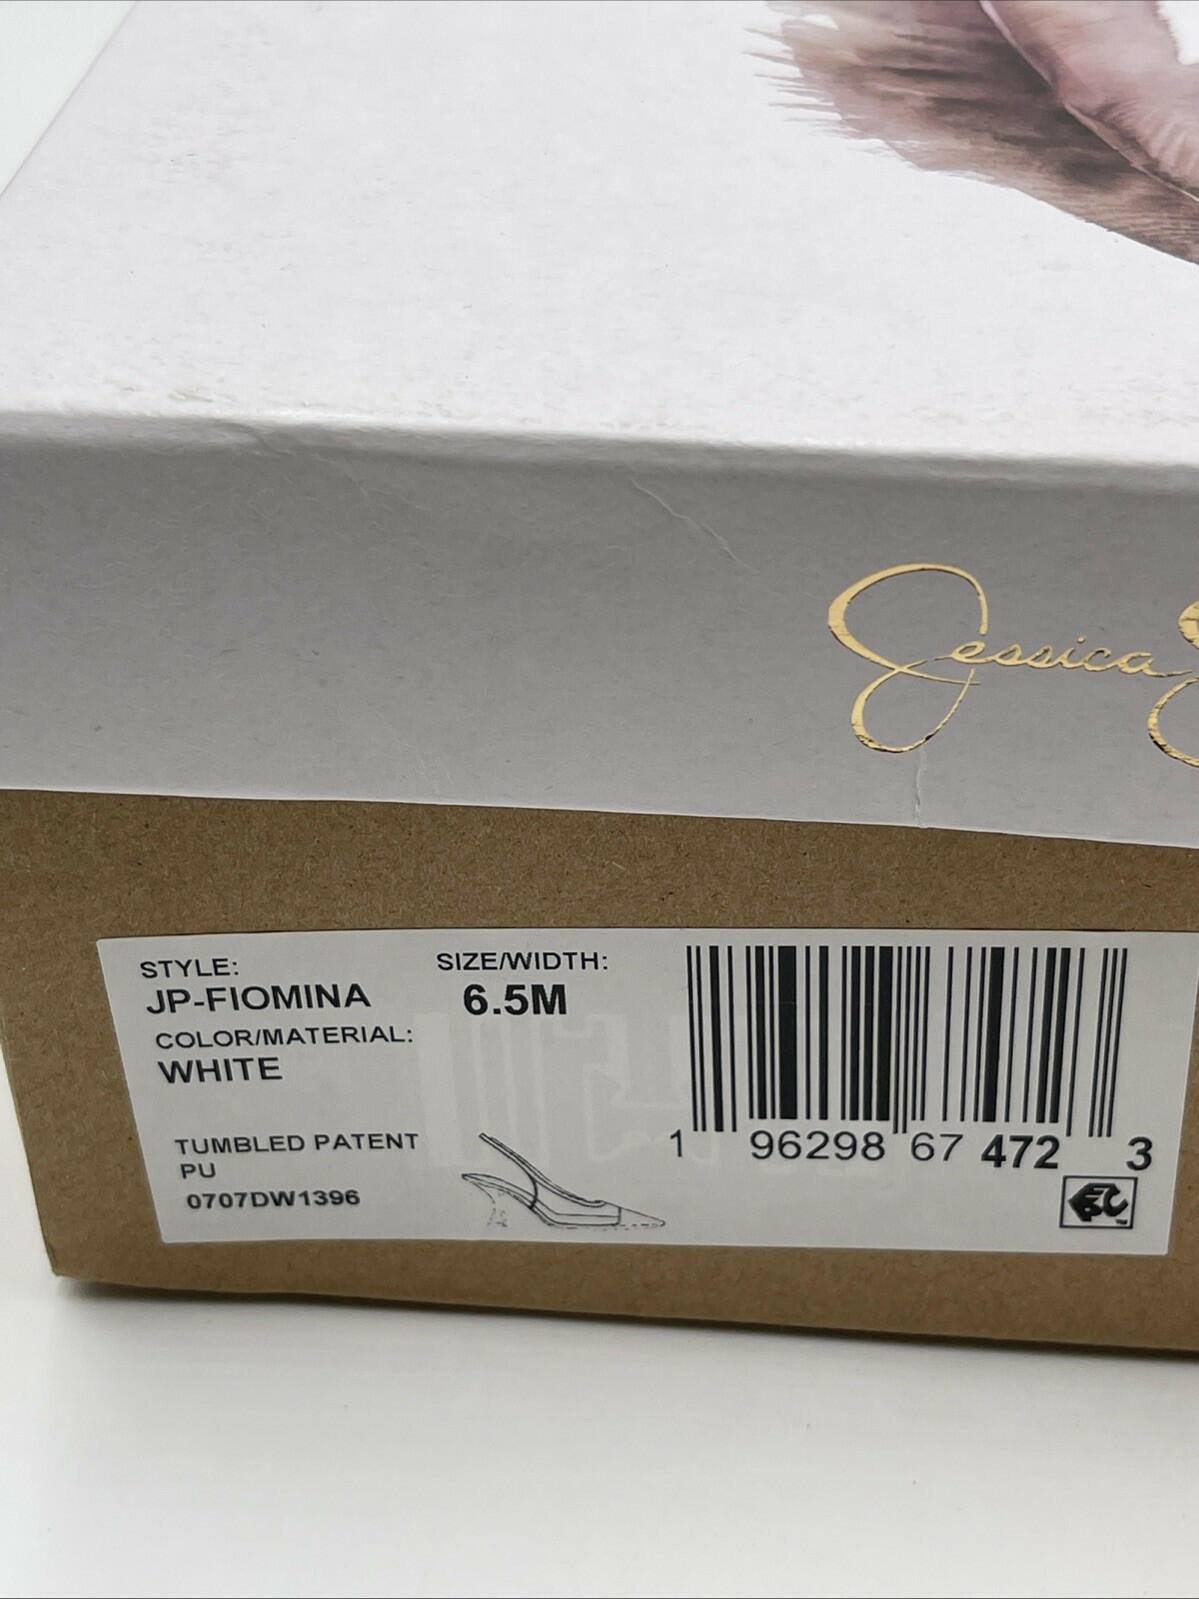 Jessica S
STYLE:
JP-FIOMINA
SIZE/WIDTH:
6.5M
COLOR/MATERIAL:
WHITE
TUMBLED PATENT
PU
0707DW1396
1 96298 67 472 3